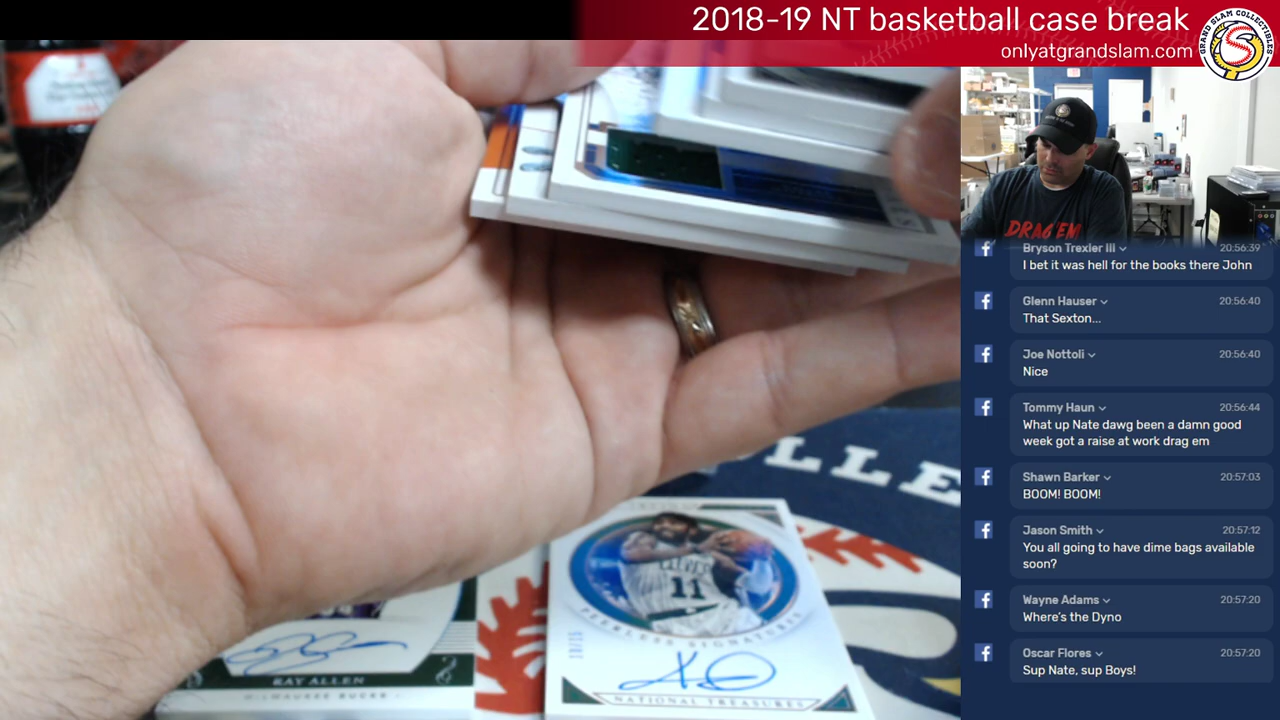 2018-19 NT basketball case break
onlyatgrandslam.com
GRAND SLAM COLLECTIBLES
DRAG EM
Bryson Trexler III
20:56:39
I bet it was hell for the books there John
Glenn Hauser
20:56:40
That Sexton...
Joe Nottoli
20:56:40
Nice
Tommy Haun
20:56:44
What up Nate dawg been a damn good
week got a raise at work drag em
Shawn Barker
20:57:03
BOOM! BOOM!
Jason Smith
20:57:12
You all going to have dime bags available
soon?
Wayne Adams
20:57:20
Where's the Dyno
Oscar Flores
20:57:20
Sup Nate, sup Boys!
LLE
11
PEERLESS SIGNATURES
NATIONAL TREASURES
RAY ALLEN
MILWAUKEE BUCKS